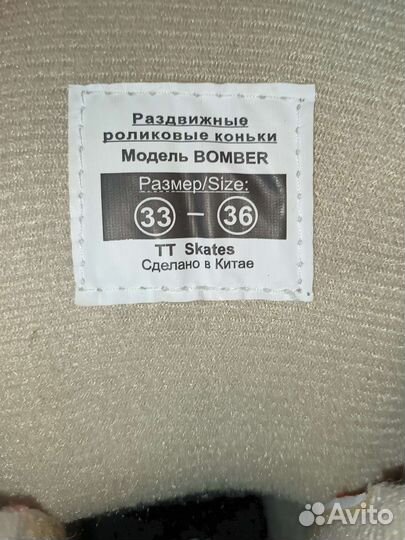 Раздвижные
роликовые коньки
Модель BOMBER
Размер/Size:
33 – 36
TT Skates
Сделано в Китае
Avito